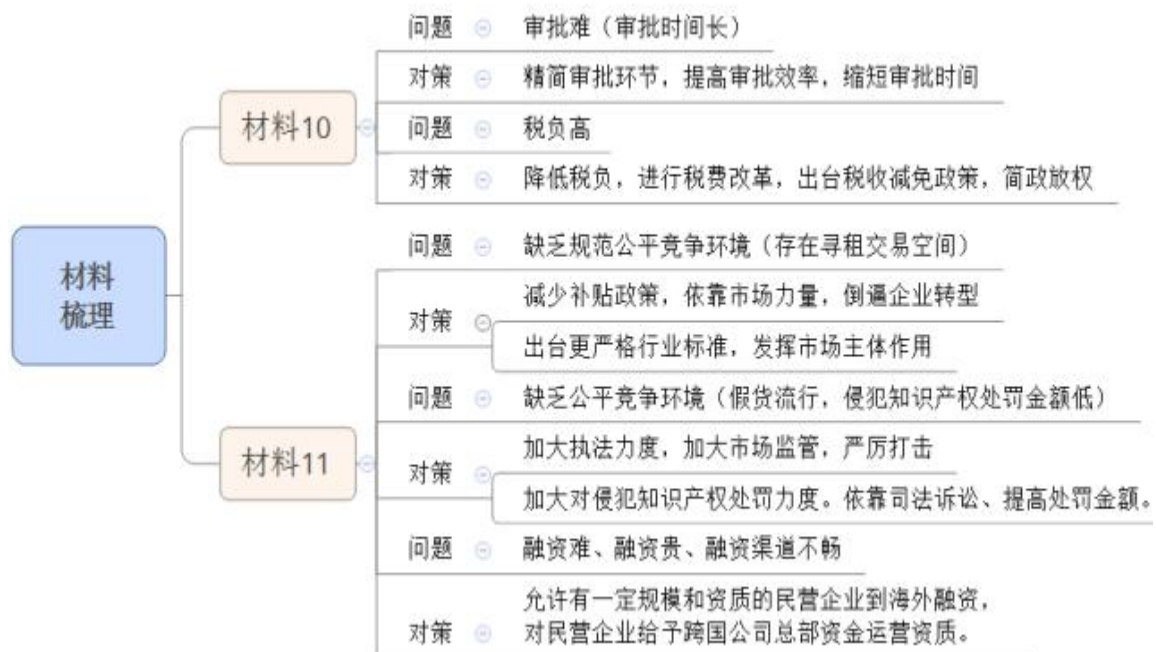 材料
梳理
材料10
问题 审批难（审批时间长）
对策 精简审批环节，提高审批效率，缩短审批时间
问题 税负高
对策 降低税负，进行税费改革，出台税收减免政策，简政放权
材料11
问题 缺乏规范公平竞争环境（存在寻租交易空间）
对策
减少补贴政策，依靠市场力量，倒逼企业转型
出台更严格行业标准，发挥市场主体作用
问题 缺乏公平竞争环境（假货流行，侵犯知识产权处罚金额低）
对策
加大执法力度，加大市场监管，严厉打击
加大对侵犯知识产权处罚力度。依靠司法诉讼、提高处罚金额。
问题 融资难、融资贵、融资渠道不畅
对策
允许有一定规模和资质的民营企业到海外融资，
对民营企业给予跨国公司总部资金运营资质。